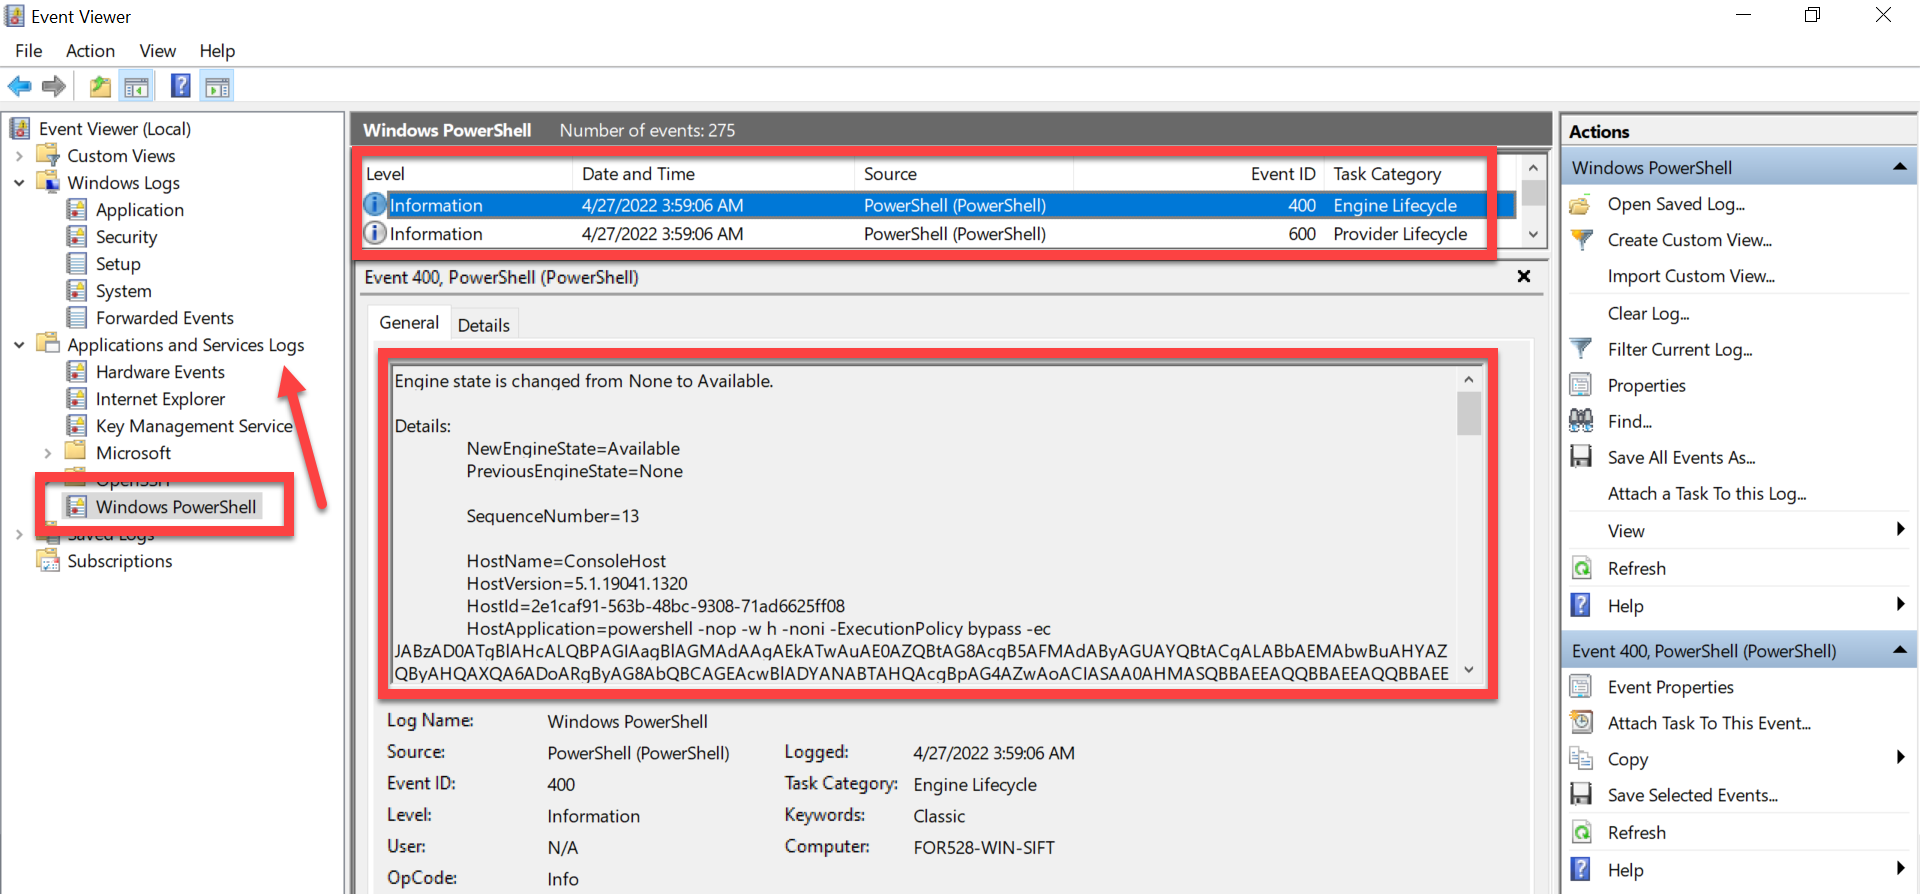 Event Viewer
File Action View Help
Event Viewer (Local)
Custom Views
Windows Logs
Application
Security
Setup
System
Forwarded Events
Applications and Services Logs
Hardware Events
Internet Explorer
Key Management Service
Microsoft
OpenSSH
Windows PowerShell
Saved Logs
Subscriptions
Windows PowerShell Number of events: 275
Level Date and Time Source Event ID Task Category
Information 4/27/2022 3:59:06 AM PowerShell (PowerShell) 400 Engine Lifecycle
Information 4/27/2022 3:59:06 AM PowerShell (PowerShell) 600 Provider Lifecycle
Event 400, PowerShell (PowerShell)
General Details
Engine state is changed from None to Available.
Details:
NewEngineState=Available
PreviousEngineState=None
SequenceNumber=13
HostName=ConsoleHost
HostVersion=5.1.19041.1320
HostId=2e1caf91-563b-48bc-9308-71ad6625ff08
HostApplication=powershell -nop -w h -noni -ExecutionPolicy bypass -ec
Log Name: Windows PowerShell
Source: PowerShell (PowerShell) Logged: 4/27/2022 3:59:06 AM
Event ID: 400 Task Category: Engine Lifecycle
Level: Information Keywords: Classic
User: N/A Computer: FOR528-WIN-SIFT
OpCode: Info
Actions
Windows PowerShell
Open Saved Log...
Create Custom View...
Import Custom View...
Clear Log...
Filter Current Log...
Properties
Find...
Save All Events As...
Attach a Task To this Log...
View
Refresh
Help
Event 400, PowerShell (PowerShell)
Event Properties
Attach Task To This Event...
Copy
Save Selected Events...
Refresh
Help